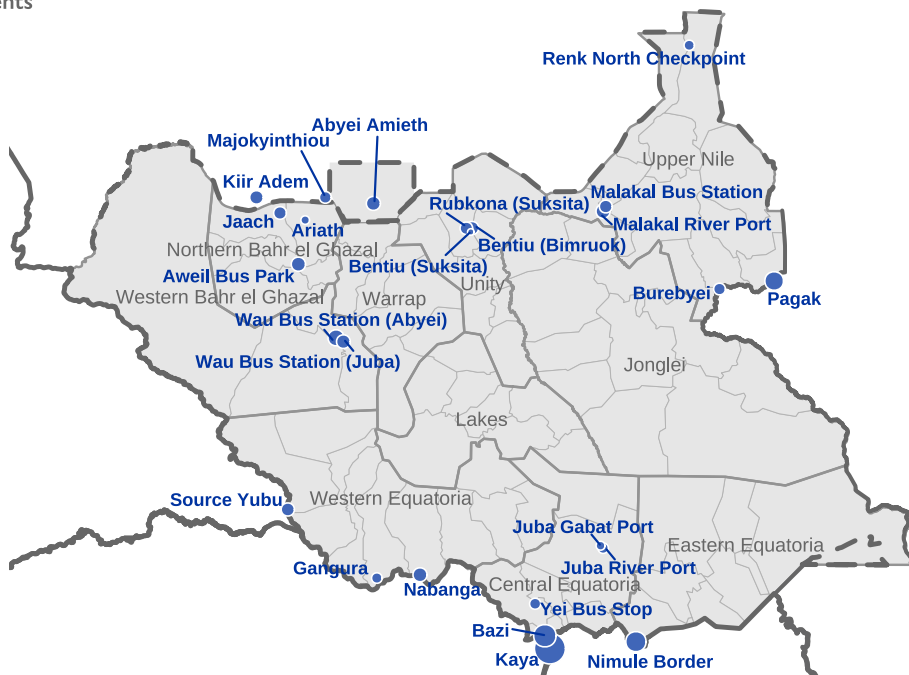 ents
Renk North Checkpoint
Abyei Amieth
Majokyinthiou
Upper Nile
Kiir Adem
Malakal Bus Station
Rubkona (Suksita)
Jaach
Ariath
Malakal River Port
Northern Bahr el Ghazal
Bentiu (Bimruok)
Bentiu (Suksita)
Aweil Bus Park
Unity
Burebyei
Pagak
Western Bahr el Ghazal
Warrap
Wau Bus Station (Abyei)
Wau Bus Station (Juba)
Jonglei
Lakes
Source Yubu
Western Equatoria
Juba Gabat Port
Eastern Equatoria
Juba River Port
Gangura
Nabanga
Central Equatoria
Yei Bus Stop
Bazi
Kaya
Nimule Border